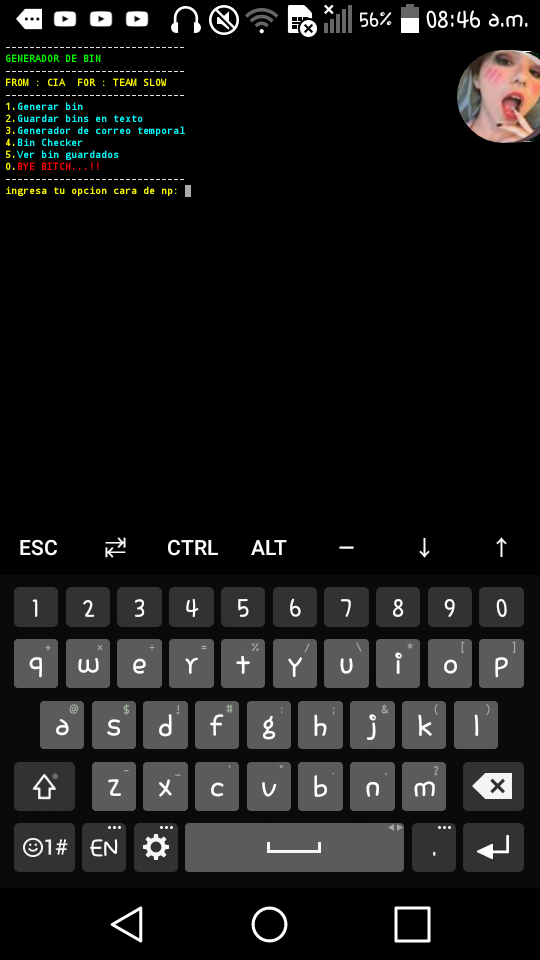 56% 08:46 a.m.
--------------------------------
GENERADOR DE BIN
--------------------------------
FROM : CIA  FOR : TEAM SLOW
--------------------------------
1.Generar bin
2.Guardar bins en texto
3.Generador de correo temporal
4.Bin Checker
5.Ver bin guardados
0.BYE BITCH...!!
--------------------------------
ingresa tu opcion cara de np:
ESC CTRL ALT – ↓ ↑
1 2 3 4 5 6 7 8 9 0
+ × ÷ = % / \ * [ ]
q w e r t y u i o p
@ $ ! # : ; & ( )
a s d f g h j k l
- _ ' " . , ?
z x c v b n m
1# EN .